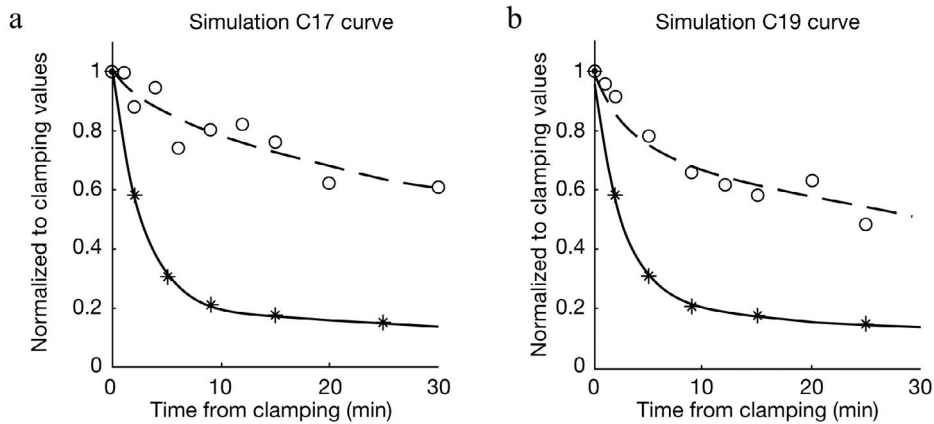 a
Simulation C17 curve
Normalized to clamping values
1
0.8
0.6
0.4
0.2
0
0 10 20 30
Time from clamping (min)
b
Simulation C19 curve
Normalized to clamping values
1
0.8
0.6
0.4
0.2
0
0 10 20 30
Time from clamping (min)